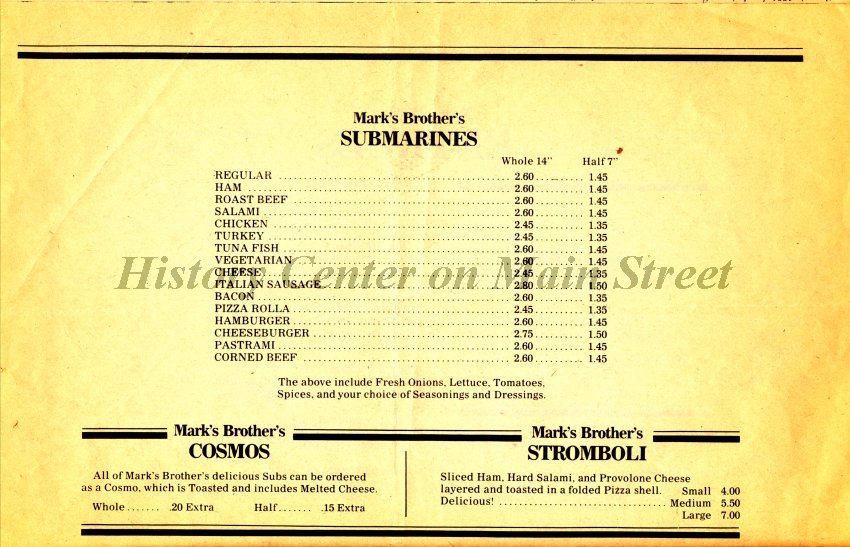 Mark's Brother's
SUBMARINES
Whole 14" Half 7"
REGULAR 2.60 1.45
HAM 2.60 1.45
ROAST BEEF 2.60 1.45
SALAMI 2.60 1.45
CHICKEN 2.45 1.35
TURKEY 2.45 1.35
TUNA FISH 2.60 1.45
VEGETARIAN 2.60 1.45
CHEESE 2.45 1.35
History Center on Main Street
ITALIAN SAUSAGE 2.80 1.50
BACON 2.60 1.35
PIZZA ROLLA 2.45 1.35
HAMBURGER 2.60 1.45
CHEESEBURGER 2.75 1.50
PASTRAMI 2.60 1.45
CORNED BEEF 2.60 1.45
The above include Fresh Onions, Lettuce, Tomatoes,
Spices, and your choice of Seasonings and Dressings.
Mark's Brother's
COSMOS
All of Mark's Brother's delicious Subs can be ordered
as a Cosmo, which is Toasted and includes Melted Cheese.
Whole....... .20 Extra Half....... .15 Extra
Mark's Brother's
STROMBOLI
Sliced Ham, Hard Salami, and Provolone Cheese
layered and toasted in a folded Pizza shell. Small 4.00
Delicious! Medium 5.50
Large 7.00